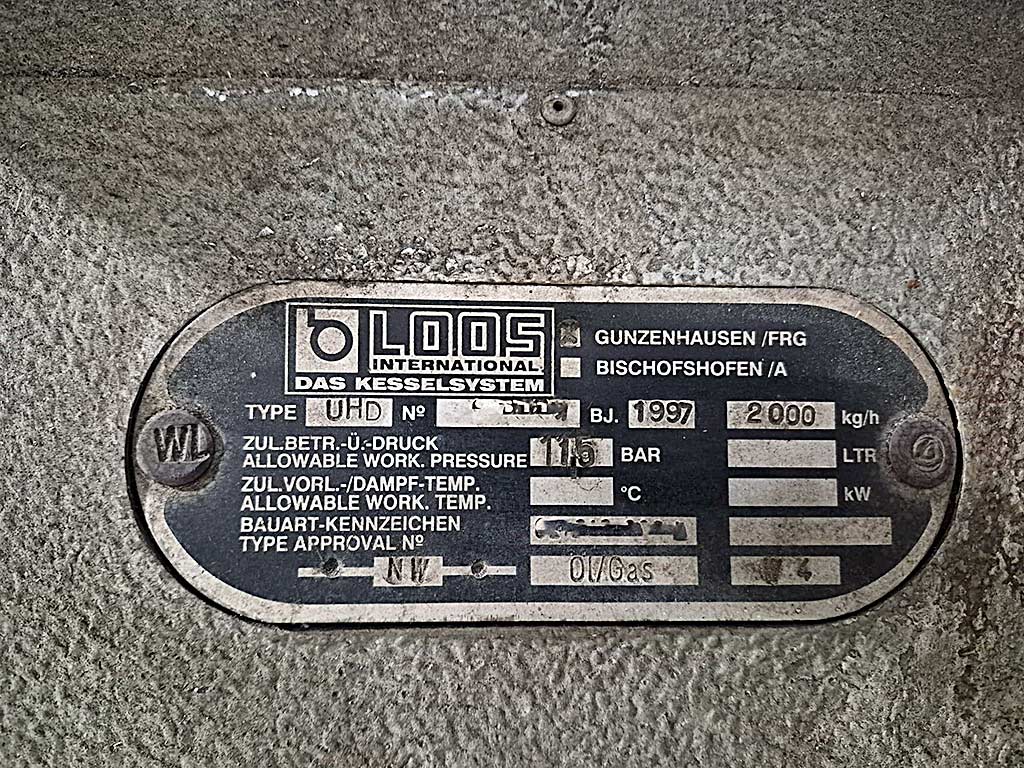 LOOS
INTERNATIONAL
DAS KESSELSYSTEM
GUNZENHAUSEN /FRG
BISCHOFSHOFEN /A
TYPE UHD Nº BJ. 1997 2000 kg/h
WL
ZUL.BETR.-Ü.-DRUCK
ALLOWABLE WORK. PRESSURE BAR LTR
ZUL.VORL.-/DAMPF-TEMP.
ALLOWABLE WORK. TEMP. °C kW
BAUART-KENNZEICHEN
TYPE APPROVAL Nº
NW Öl/Gas 4